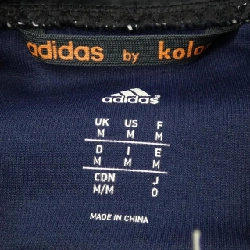 adidas by kolo
adidas
UK US F
M M M
D I E
M M M
CDN J
M/M O
MADE IN CHINA